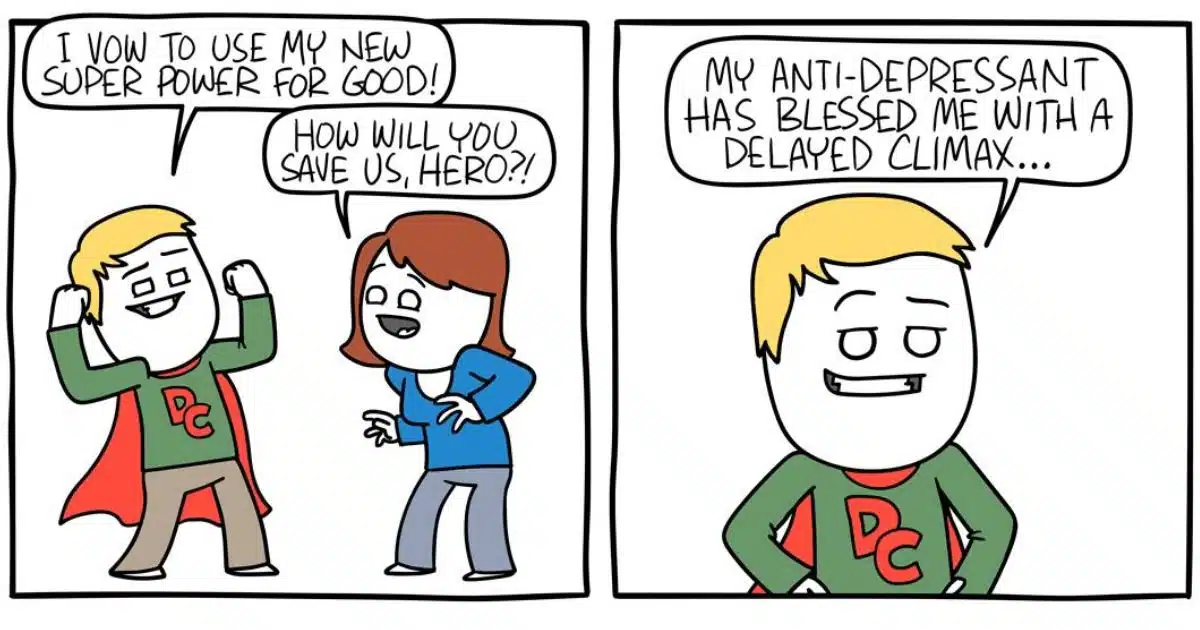 I VOW TO USE MY NEW
SUPER POWER FOR GOOD!
HOW WILL YOU
SAVE US, HERO?!
DC
MY ANTI-DEPRESSANT
HAS BLESSED ME WITH A
DELAYED CLIMAX...
DC